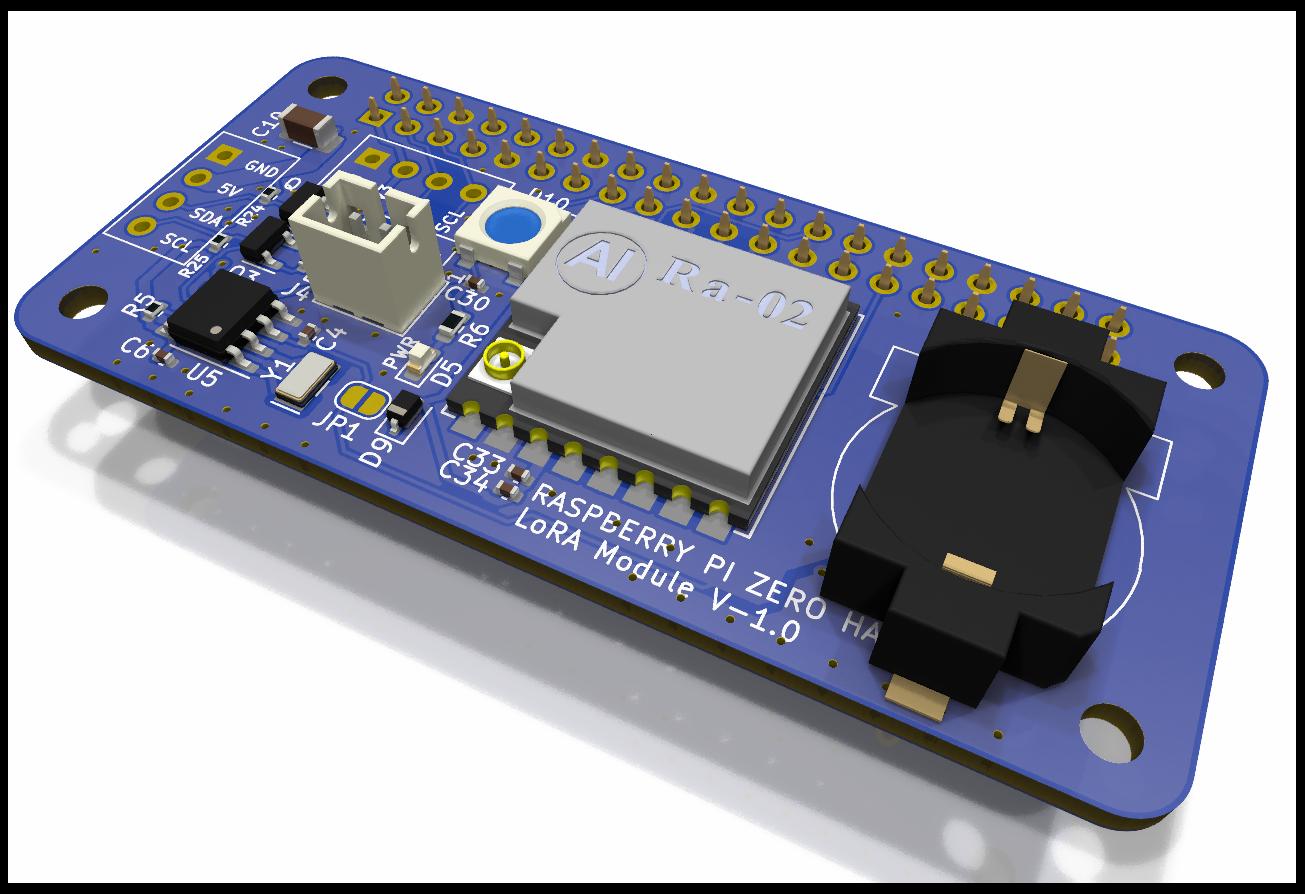 C10
GND
5V
SDA
SCL
R24
R25
Q3
SCL
AI Ra-02
J4
C30
R6
R5
C6
U5
C4
Y1
PWR
D5
JP1
D9
C33
C34
RASPBERRY PI ZERO HA
LoRA Module V-1.0